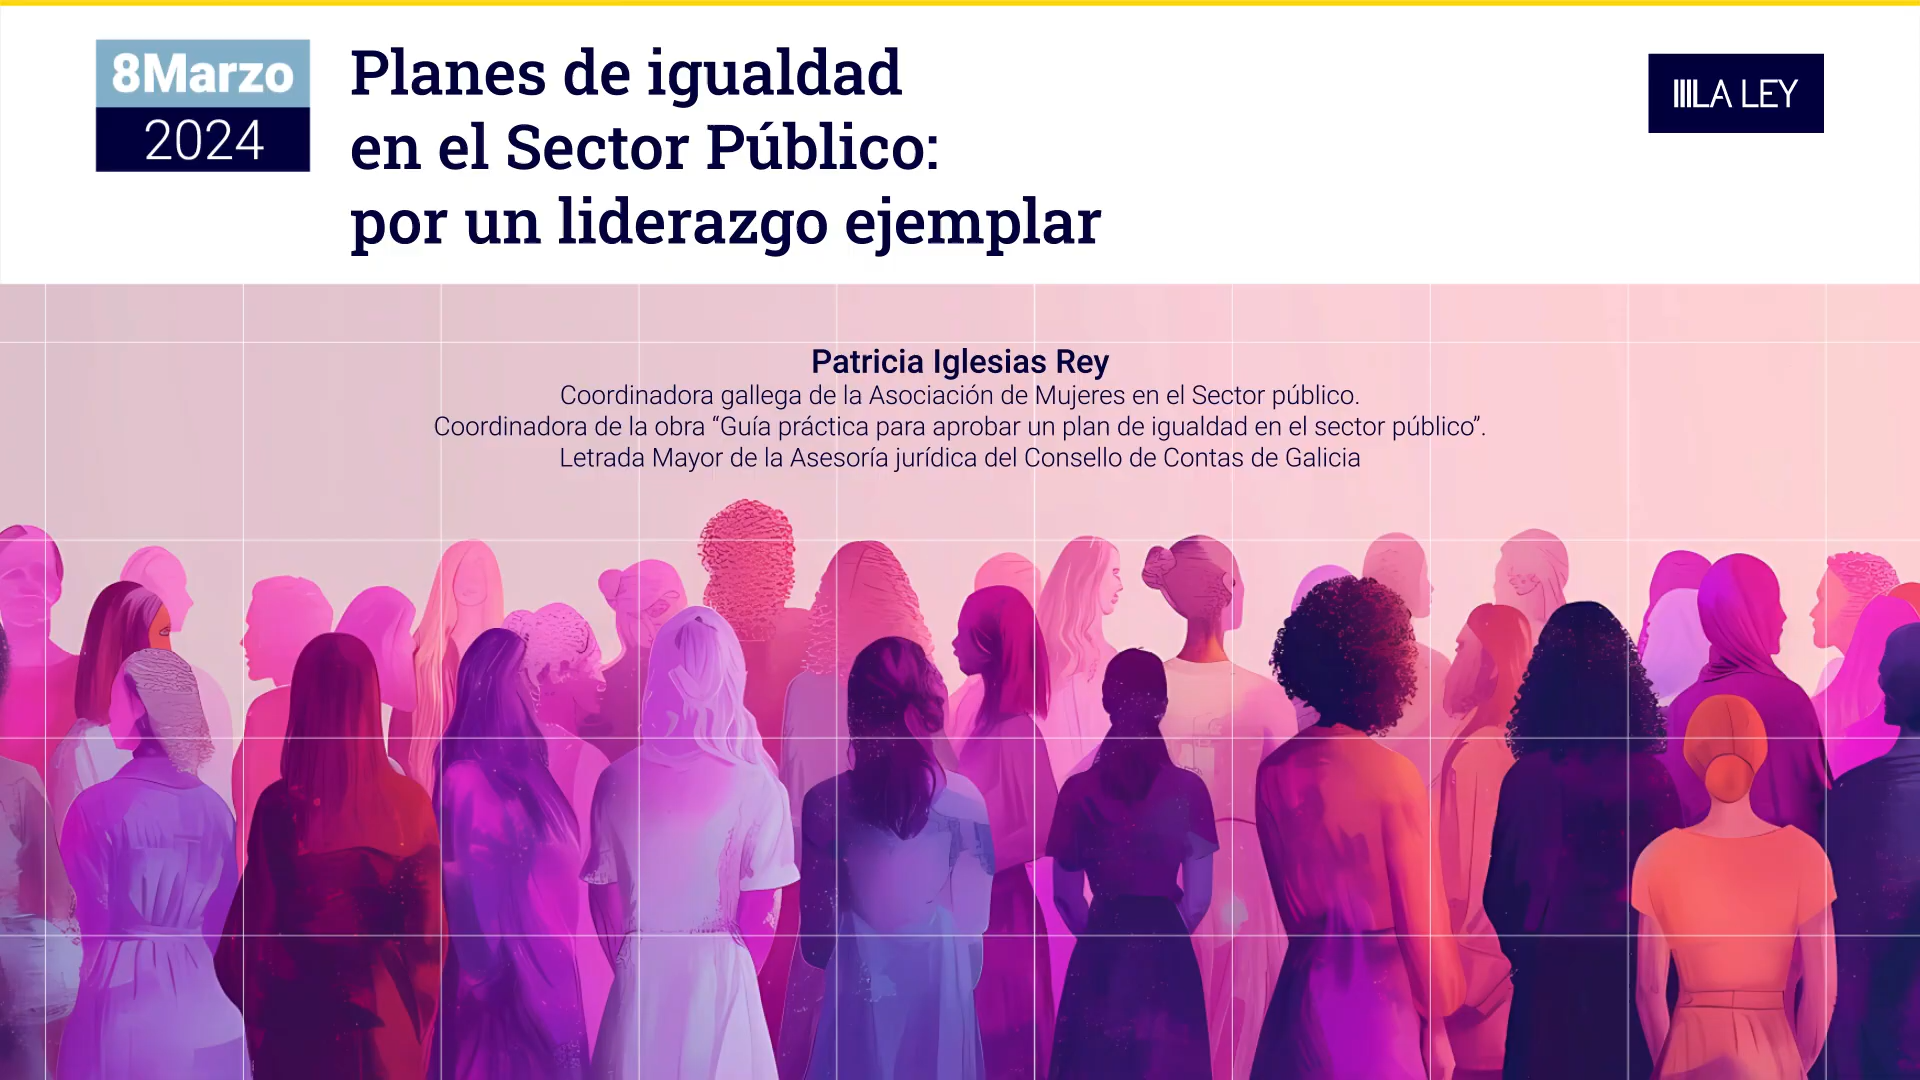 8Marzo
2024
Planes de igualdad
en el Sector Público:
por un liderazgo ejemplar
LA LEY
Patricia Iglesias Rey
Coordinadora gallega de la Asociación de Mujeres en el Sector público.
Coordinadora de la obra “Guía práctica para aprobar un plan de igualdad en el sector público”.
Letrada Mayor de la Asesoría jurídica del Consello de Contas de Galicia